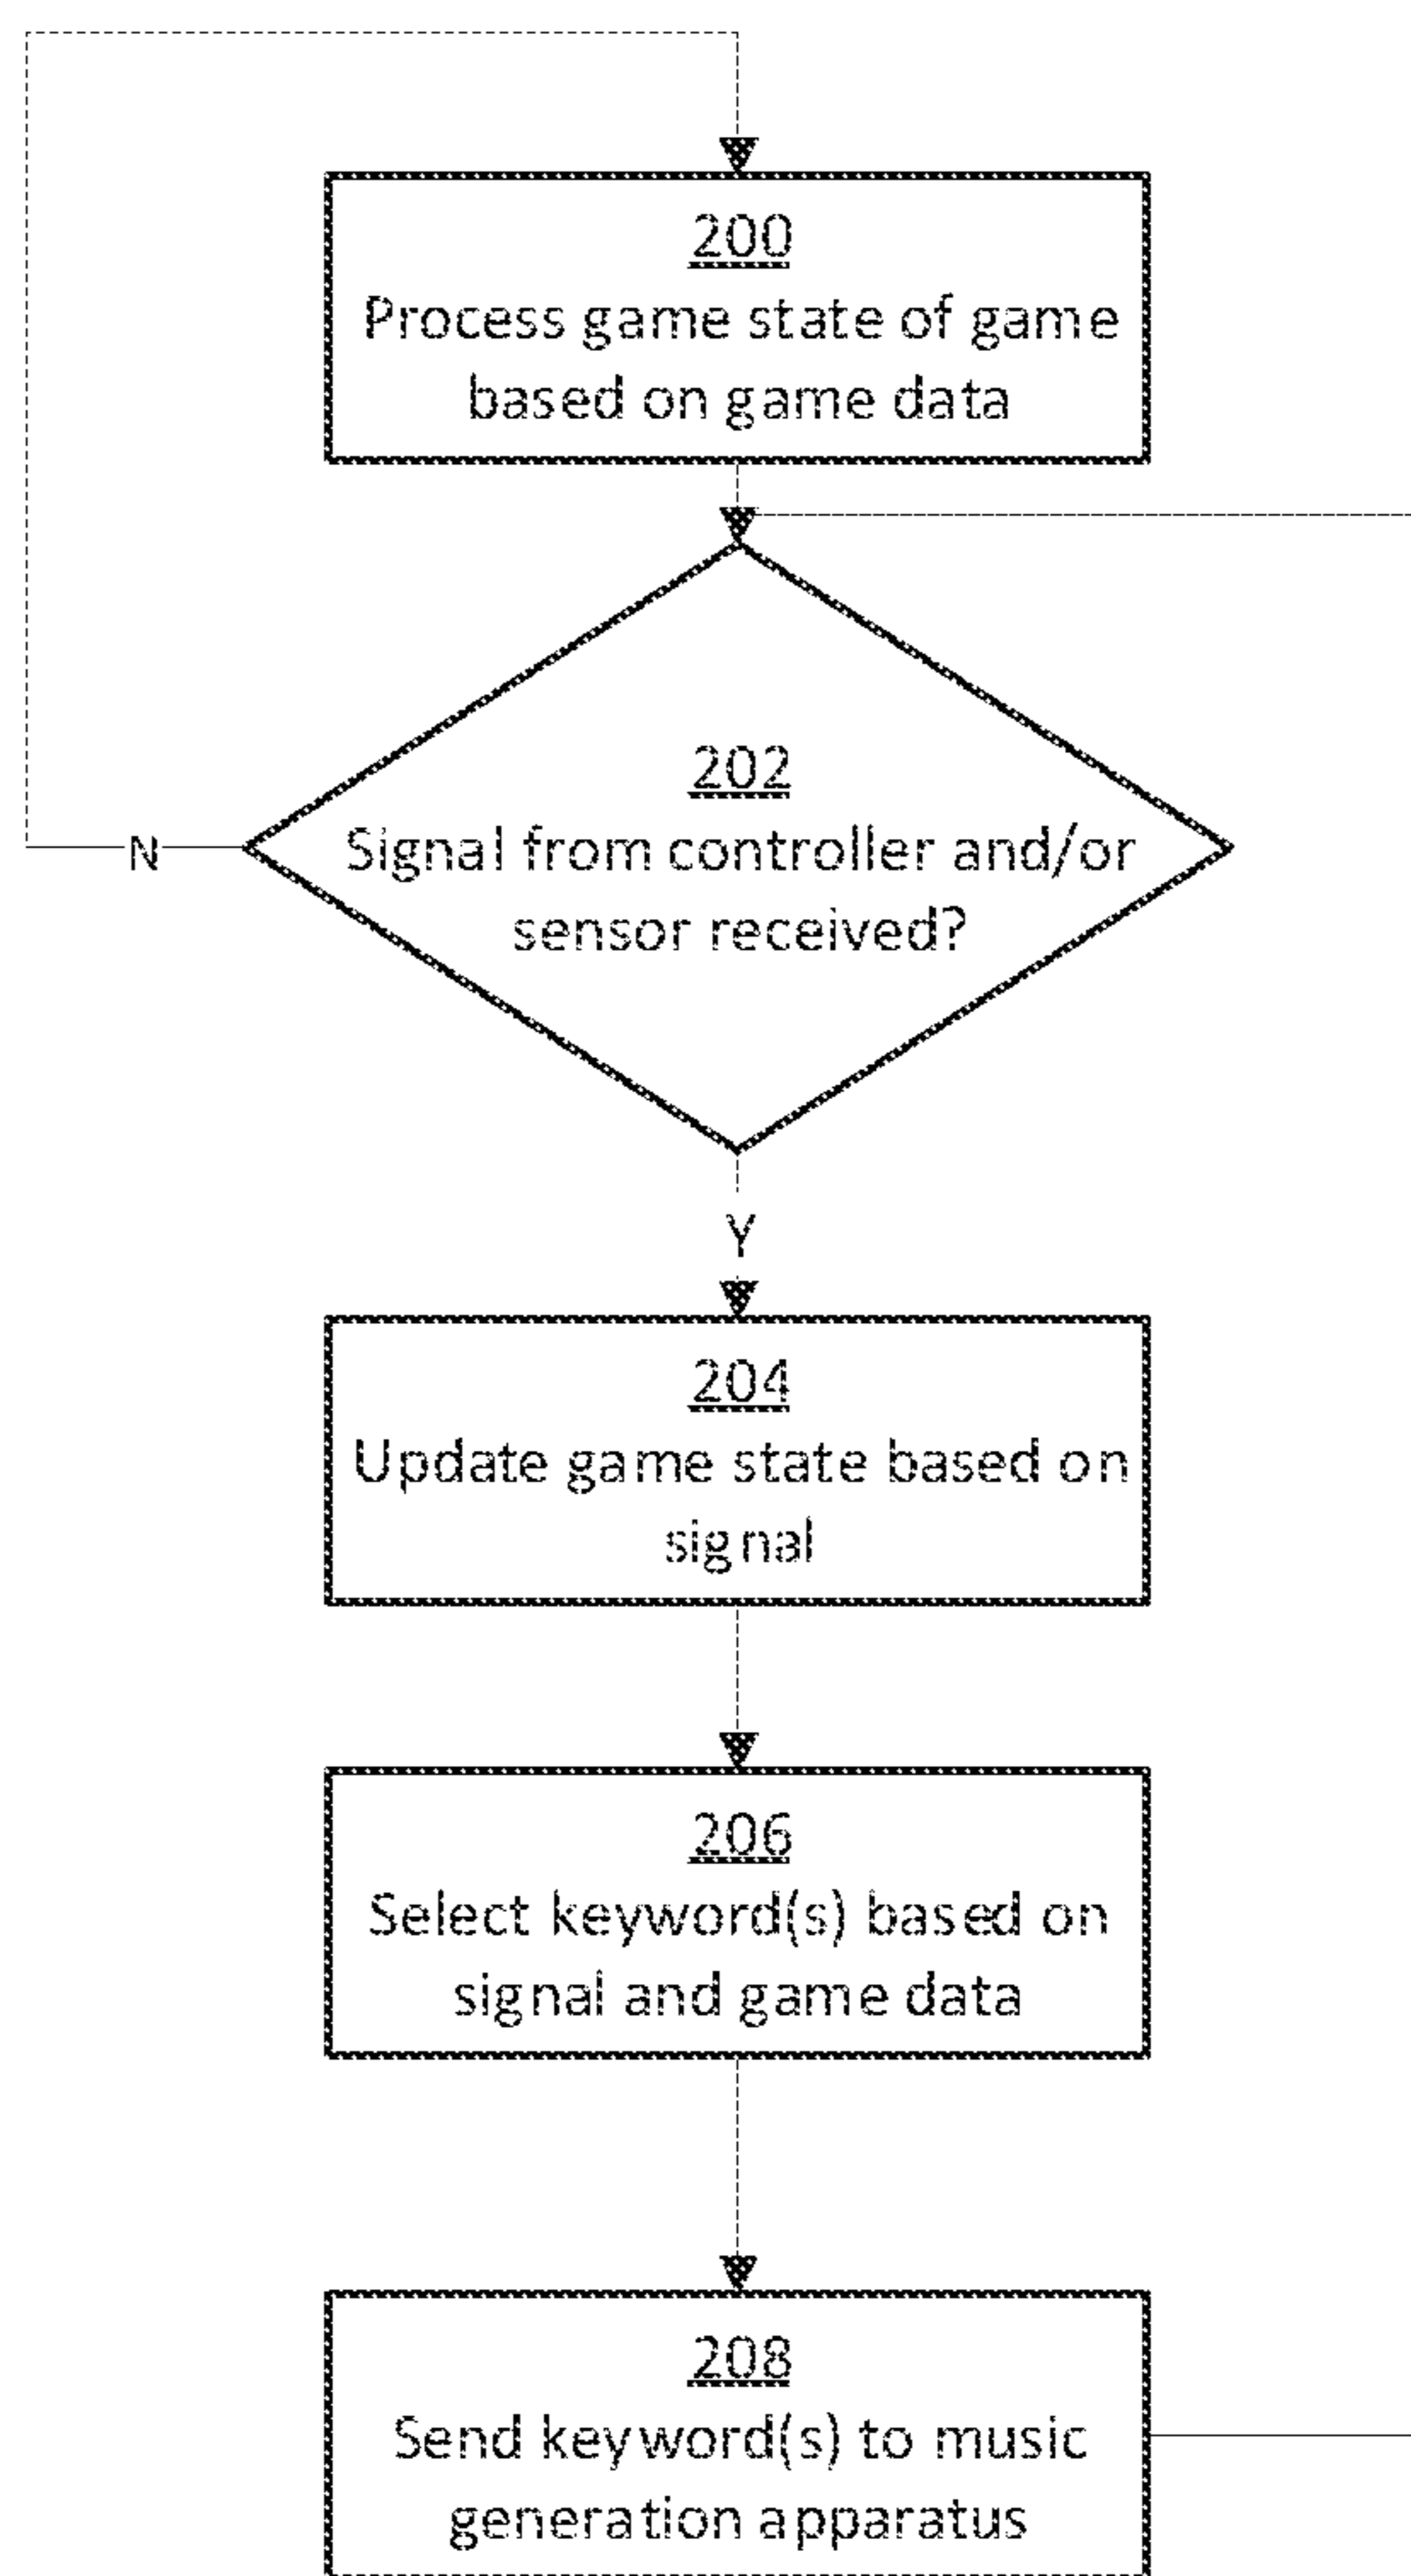 200
Process game state of game
based on game data
202
Signal from controller and/or
sensor received?
N
Y
204
Update game state based on
signal
206
Select keyword(s) based on
signal and game data
208
Send keyword(s) to music
generation apparatus